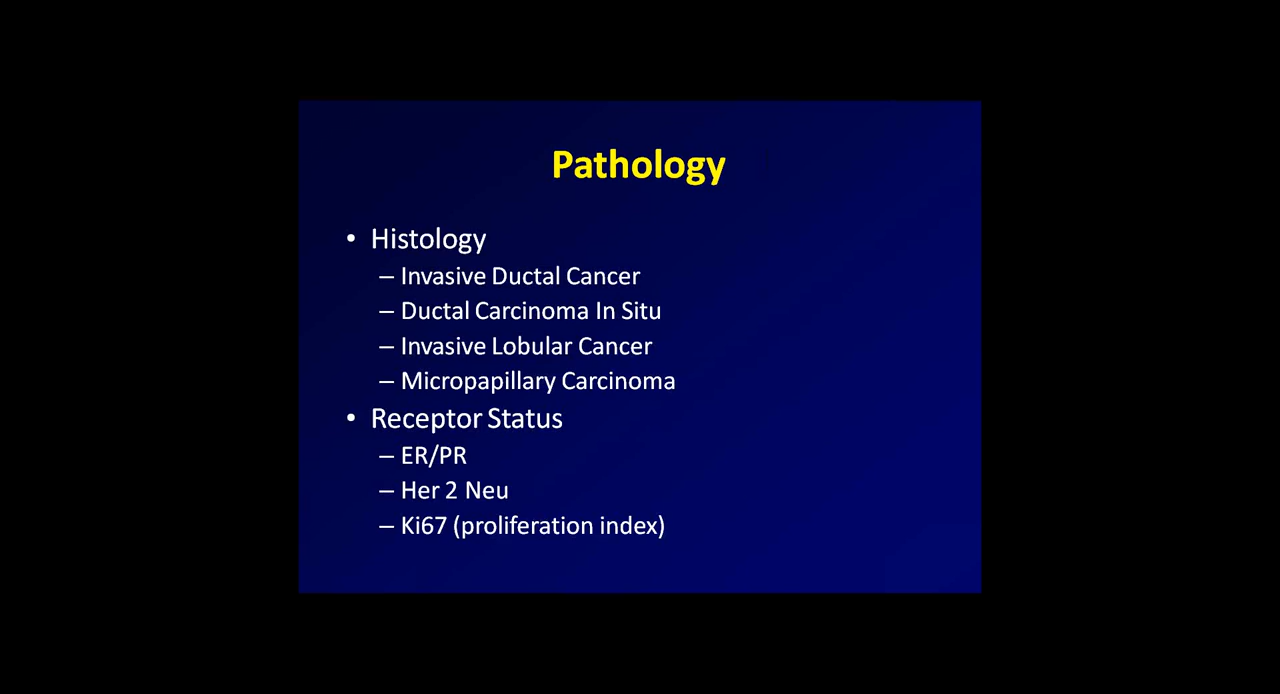 Pathology
• Histology
– Invasive Ductal Cancer
– Ductal Carcinoma In Situ
– Invasive Lobular Cancer
– Micropapillary Carcinoma
• Receptor Status
– ER/PR
– Her 2 Neu
– Ki67 (proliferation index)